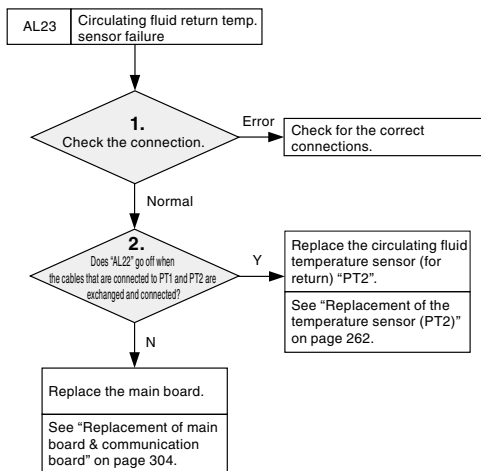 AL23
Circulating fluid return temp.
sensor failure
1.
Check the connection.
Error
Check for the correct
connections.
Normal
2.
Does “AL22” go off when
the cables that are connected to PT1 and PT2 are
exchanged and connected?
Y
Replace the circulating fluid
temperature sensor (for
return) “PT2”.
See “Replacement of the
temperature sensor (PT2)”
on page 262.
N
Replace the main board.
See “Replacement of main
board & communication
board” on page 304.